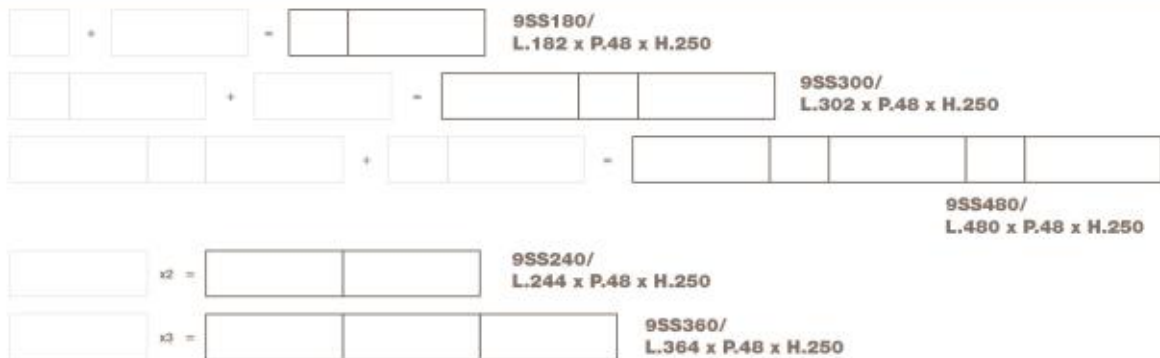 + = 9SS180/
L.182 x P.48 x H.250
+ = 9SS300/
L.302 x P.48 x H.250
+ =
9SS480/
L.480 x P.48 x H.250
x2 = 9SS240/
L.244 x P.48 x H.250
x3 = 9SS360/
L.364 x P.48 x H.250